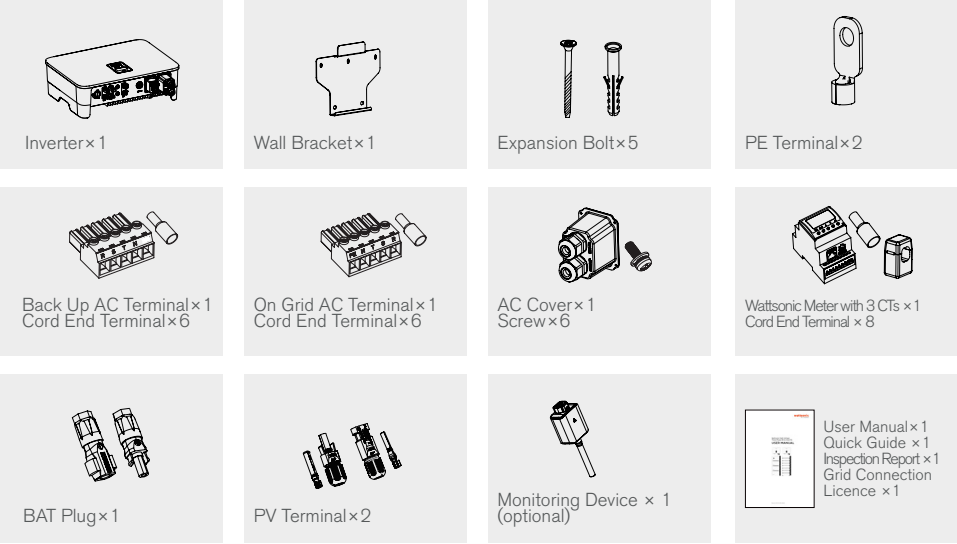 Inverter×1
Wall Bracket×1
Expansion Bolt×5
PE Terminal×2
Back Up AC Terminal×1
Cord End Terminal×6
On Grid AC Terminal×1
Cord End Terminal×6
AC Cover×1
Screw×6
Wattsonic Meter with 3 CTs ×1
Cord End Terminal × 8
BAT Plug×1
PV Terminal×2
Monitoring Device × 1
(optional)
USER MANUAL
User Manual×1
Quick Guide ×1
Inspection Report ×1
Grid Connection
Licence ×1